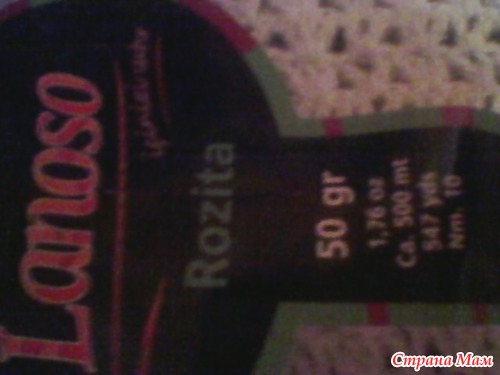 Lanoso
Rozita
50 gr
1,76 oz
Ca. 500 mt
547 yds
Nm. 10
Страна Мам